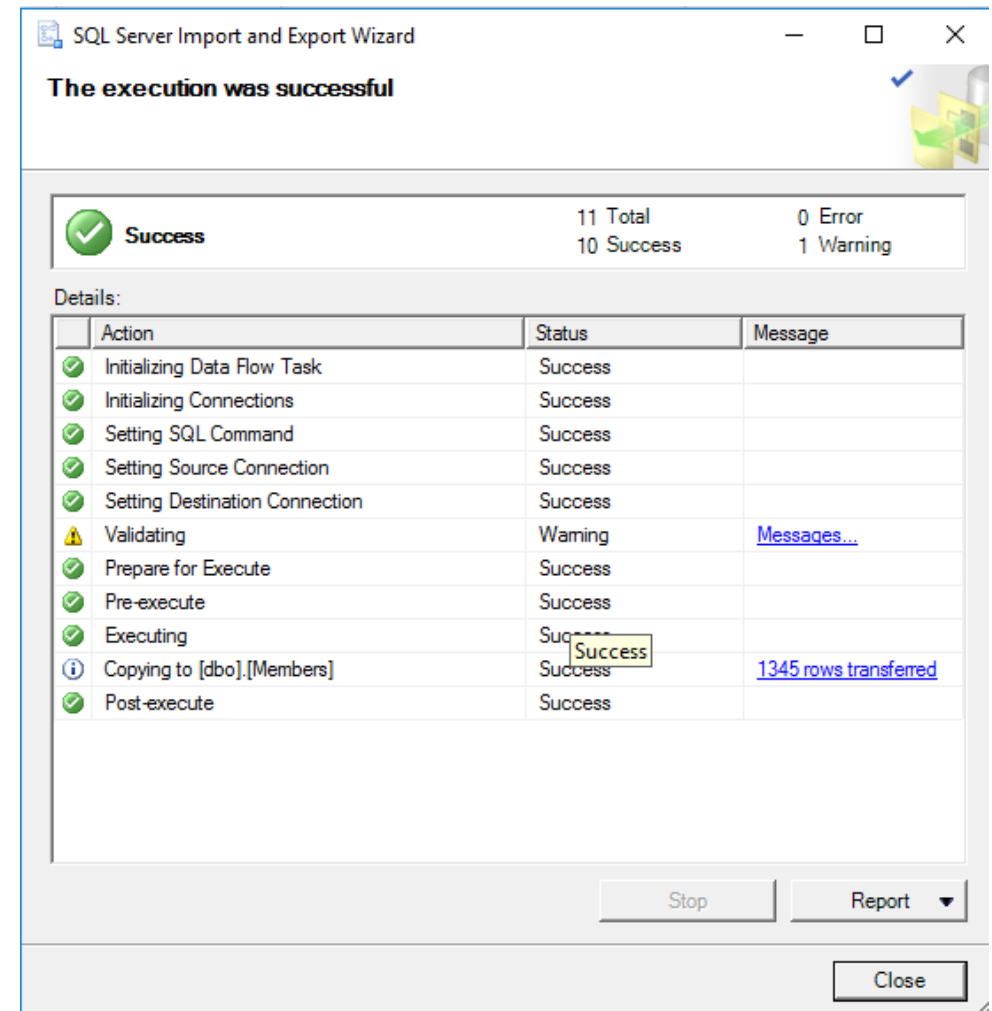 SQL Server Import and Export Wizard
The execution was successful
Success
11 Total 0 Error
10 Success 1 Warning
Details:
Action Status Message
Initializing Data Flow Task Success
Initializing Connections Success
Setting SQL Command Success
Setting Source Connection Success
Setting Destination Connection Success
Validating Warning Messages...
Prepare for Execute Success
Pre-execute Success
Executing Success
Success
Copying to [dbo].[Members] Success 1345 rows transferred
Post-execute Success
Stop Report
Close